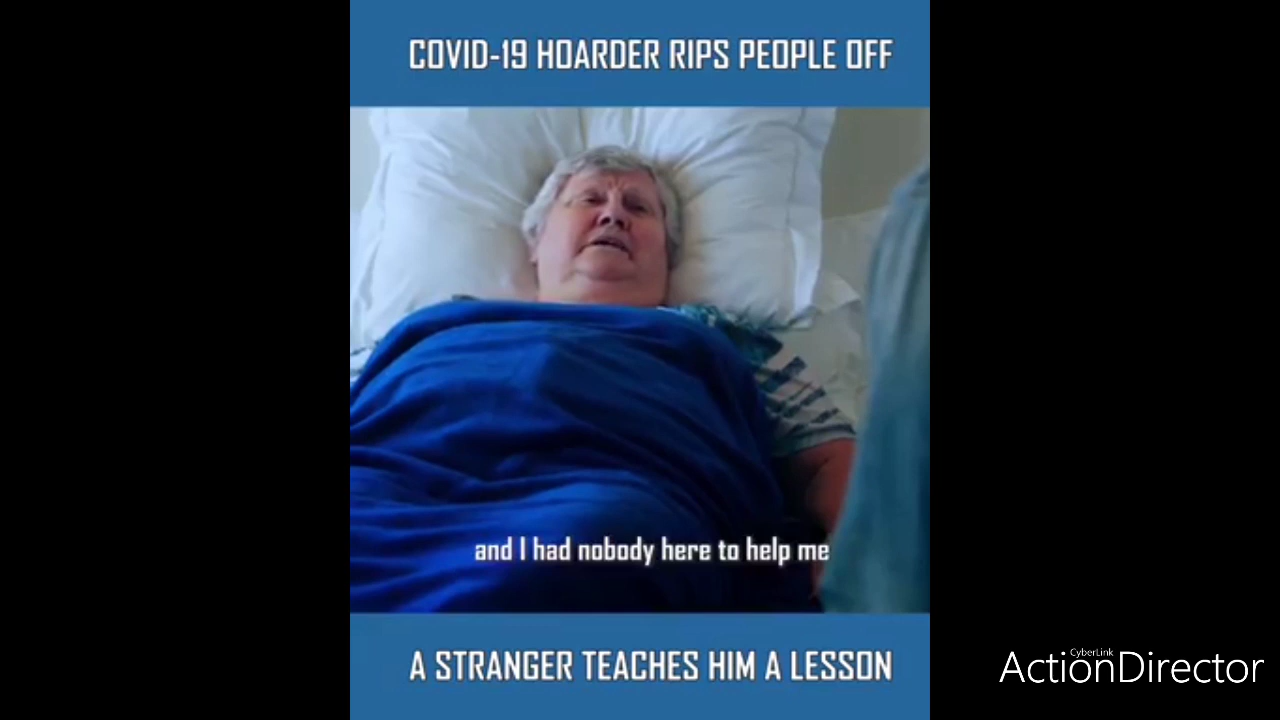 COVID-19 HOARDER RIPS PEOPLE OFF
and I had nobody here to help me
A STRANGER TEACHES HIM A LESSON
CyberLink
ActionDirector